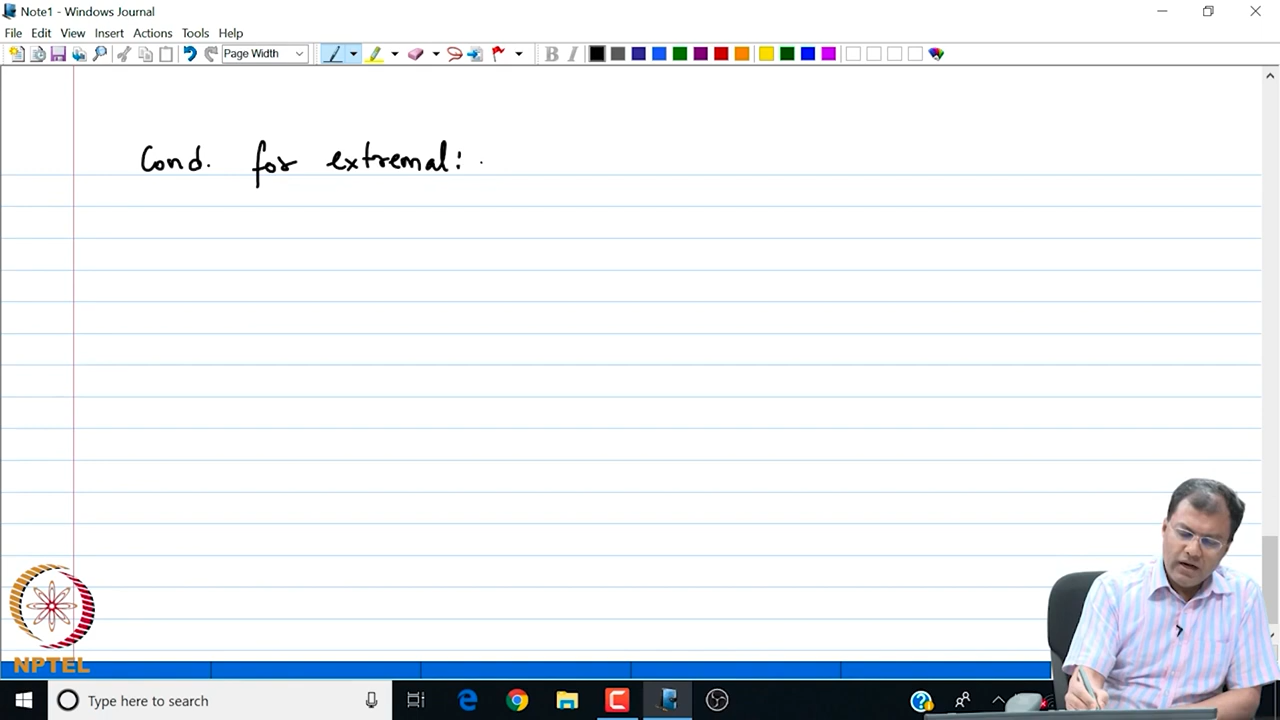 Note1 - Windows Journal
File Edit View Insert Actions Tools Help
Page Width
B I
Cond. for extremal:
NPTEL
Type here to search